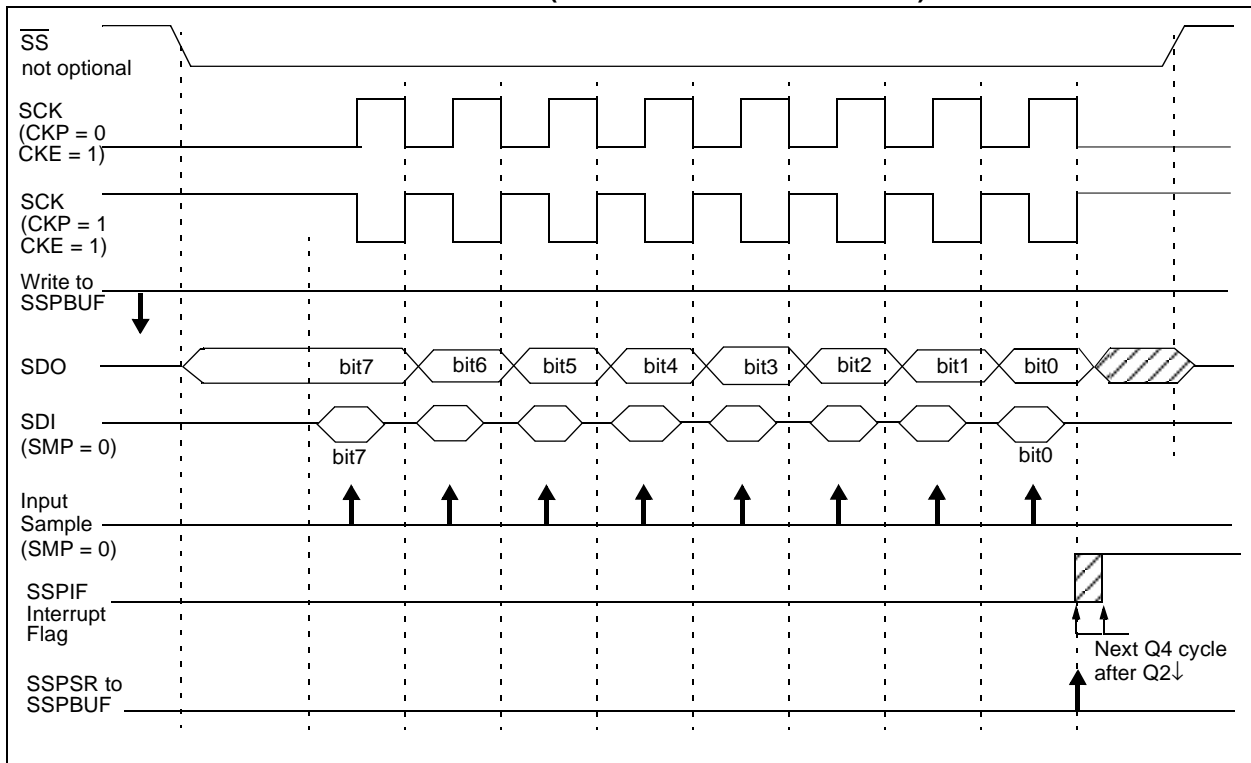 SS
not optional
SCK
(CKP = 0
CKE = 1)
SCK
(CKP = 1
CKE = 1)
Write to
SSPBUF
SDO
bit7 bit6 bit5 bit4 bit3 bit2 bit1 bit0
SDI
(SMP = 0)
bit7 bit0
Input
Sample
(SMP = 0)
SSPIF
Interrupt
Flag
Next Q4 cycle
after Q2↓
SSPSR to
SSPBUF